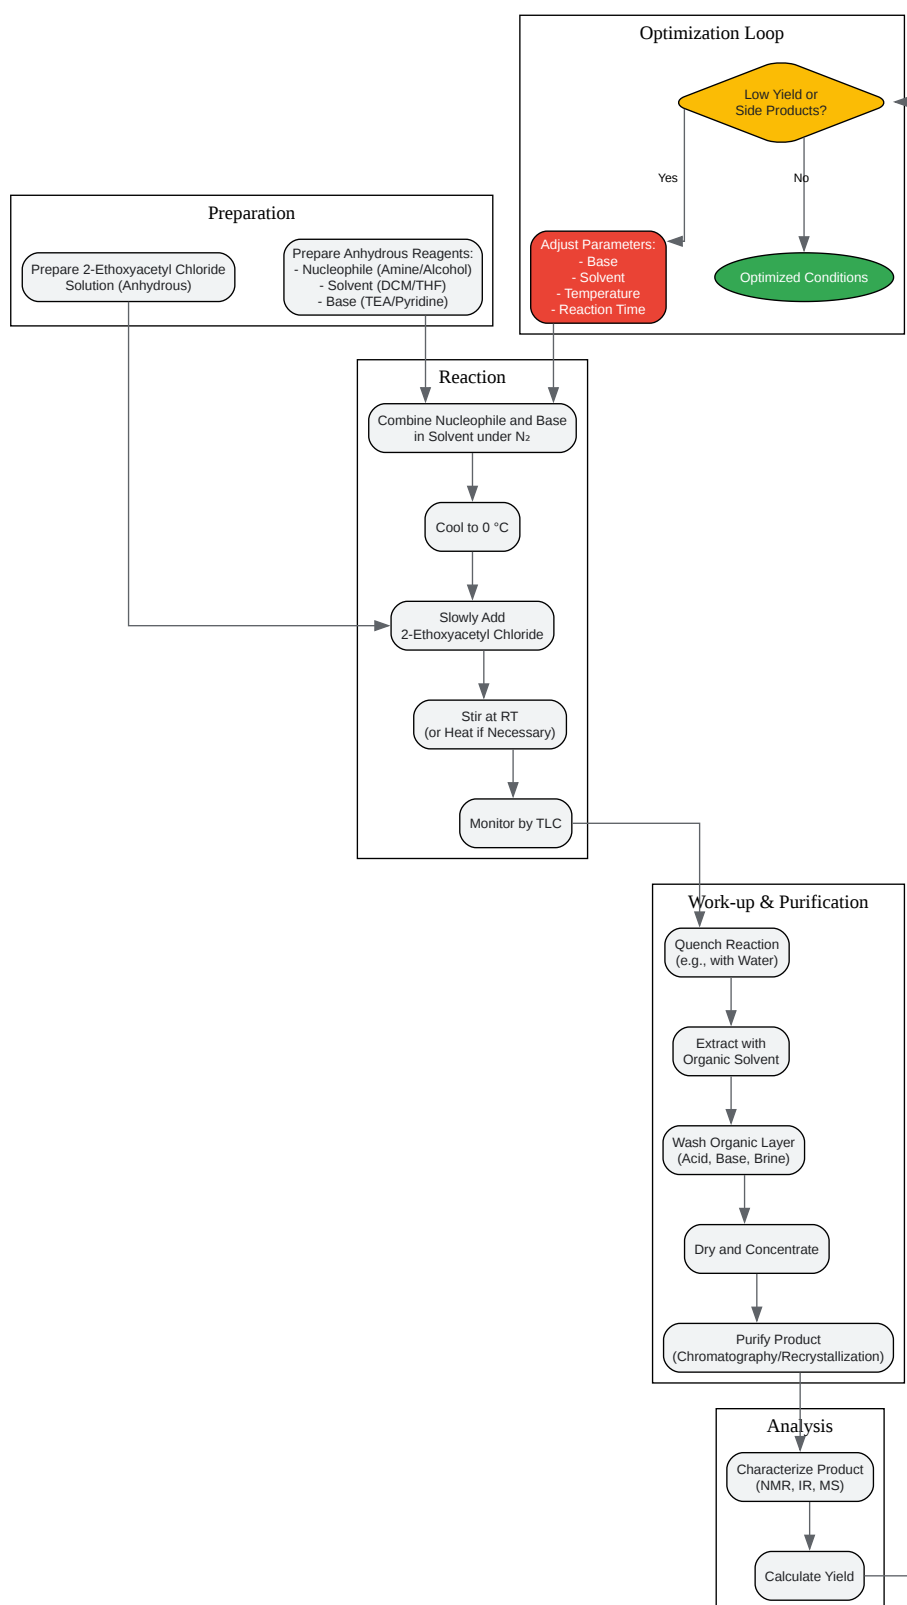 Optimization Loop
Low Yield or
Side Products?
Yes
No
Adjust Parameters:
- Base
- Solvent
- Temperature
- Reaction Time
Optimized Conditions
Preparation
Prepare 2-Ethoxyacetyl Chloride
Solution (Anhydrous)
Prepare Anhydrous Reagents:
- Nucleophile (Amine/Alcohol)
- Solvent (DCM/THF)
- Base (TEA/Pyridine)
Reaction
Combine Nucleophile and Base
in Solvent under N₂
Cool to 0 °C
Slowly Add
2-Ethoxyacetyl Chloride
Stir at RT
(or Heat if Necessary)
Monitor by TLC
Work-up & Purification
Quench Reaction
(e.g., with Water)
Extract with
Organic Solvent
Wash Organic Layer
(Acid, Base, Brine)
Dry and Concentrate
Purify Product
(Chromatography/Recrystallization)
Analysis
Characterize Product
(NMR, IR, MS)
Calculate Yield